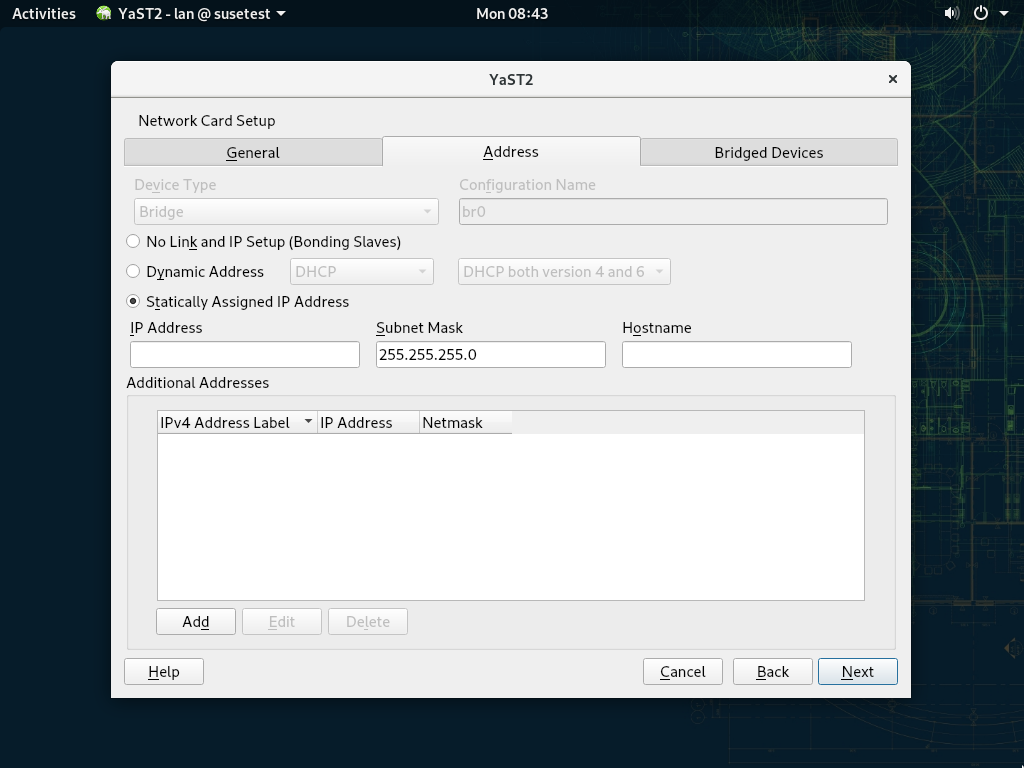 Activities YaST2 - lan @ susetest Mon 08:43
YaST2
Network Card Setup
General Address Bridged Devices
Device Type Configuration Name
Bridge br0
No Link and IP Setup (Bonding Slaves)
Dynamic Address DHCP DHCP both version 4 and 6
Statically Assigned IP Address
IP Address Subnet Mask Hostname
255.255.255.0
Additional Addresses
IPv4 Address Label IP Address Netmask
Add Edit Delete
Help Cancel Back Next